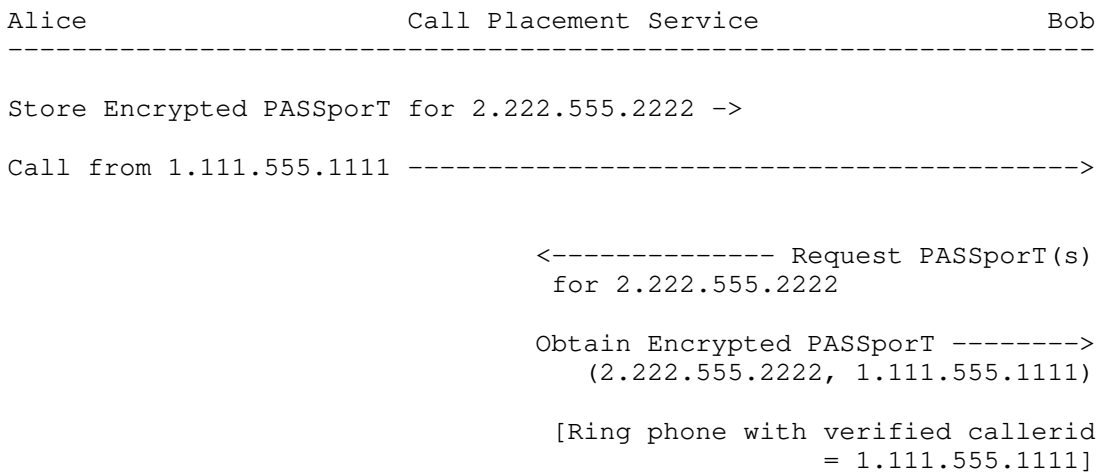 Alice Call Placement Service Bob
--------------------------------------------------------------------
Store Encrypted PASSporT for 2.222.555.2222 ->
Call from 1.111.555.1111 ------------------------------------------>
<-------------- Request PASSporT(s)
for 2.222.555.2222
Obtain Encrypted PASSporT -------->
(2.222.555.2222, 1.111.555.1111)
[Ring phone with verified callerid
= 1.111.555.1111]